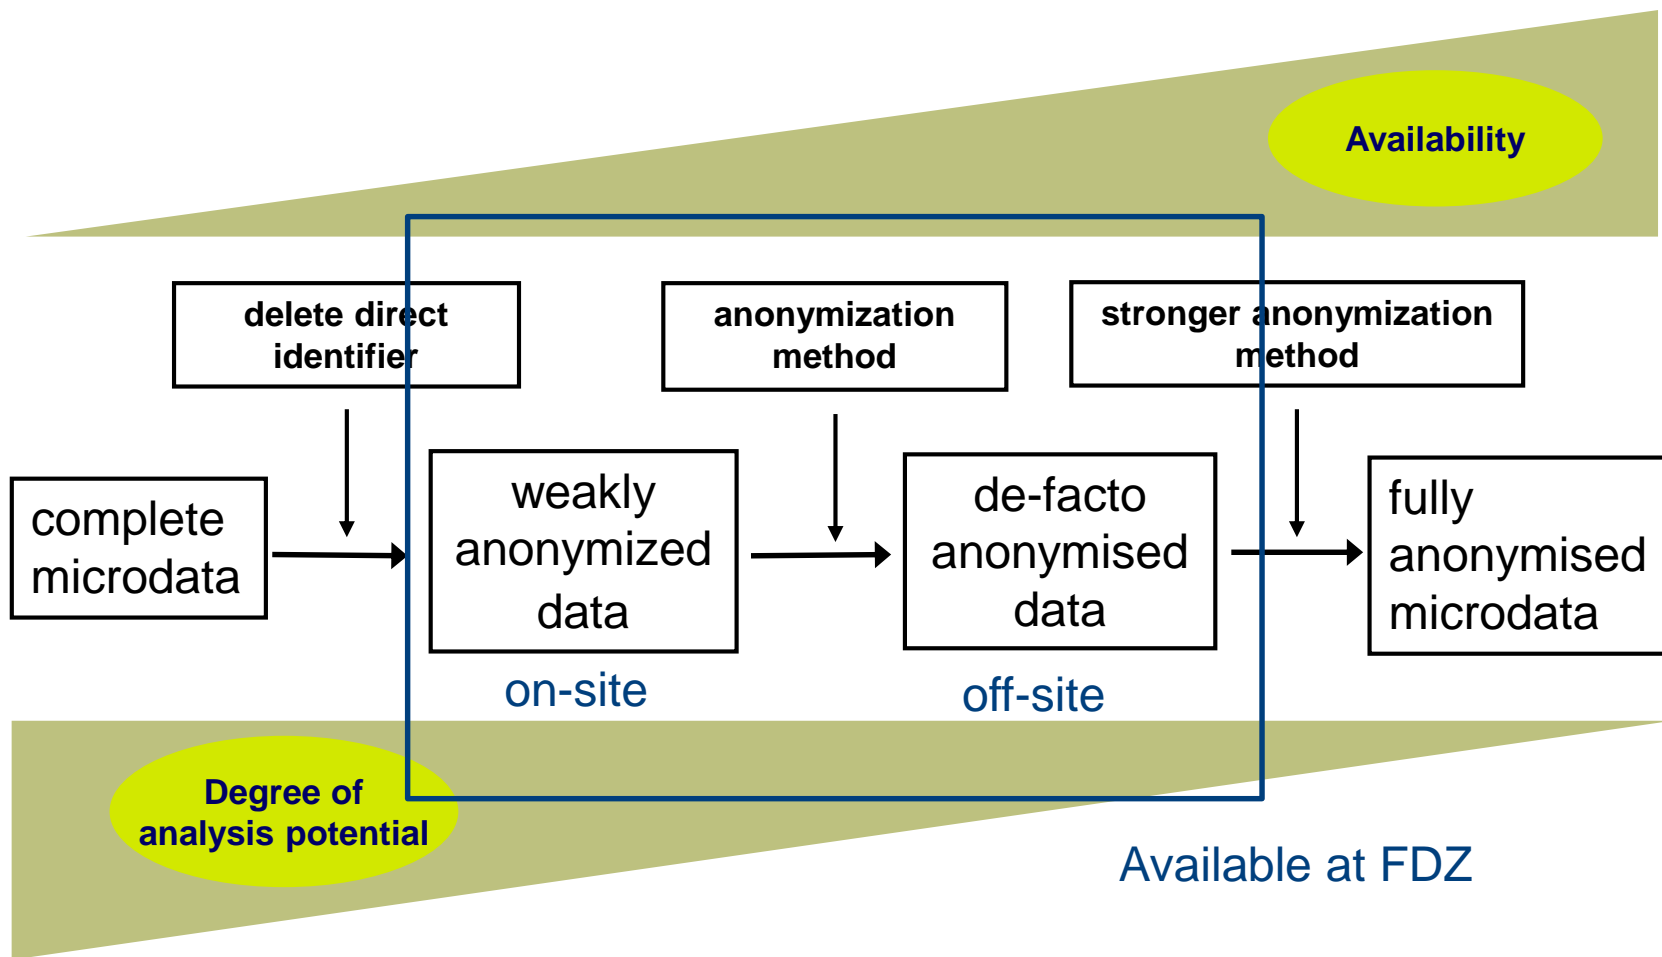 Availability
delete direct
identifier
anonymization
method
stronger anonymization
method
complete
microdata
weakly
anonymized
data
de-facto
anonymised
data
fully
anonymised
microdata
on-site
off-site
Degree of
analysis potential
Available at FDZ